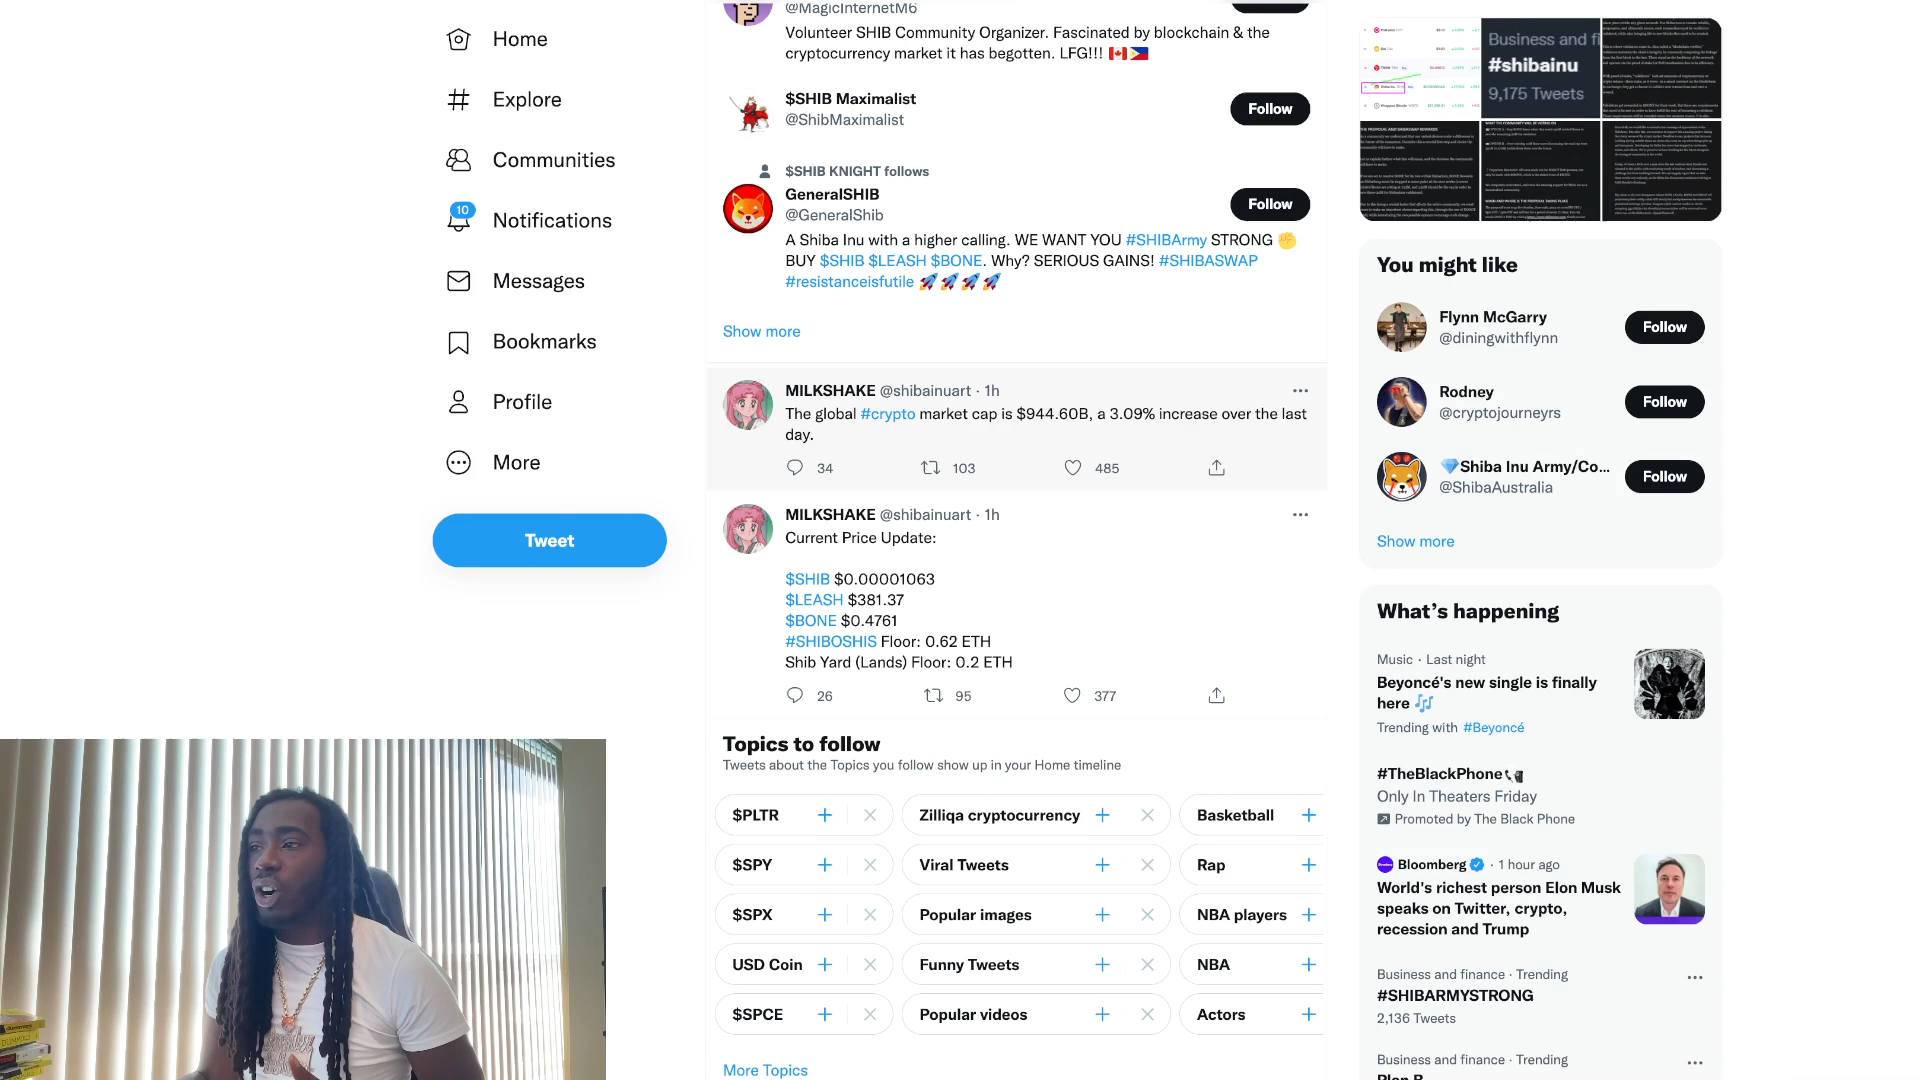 Home
Explore
Communities
10
Notifications
Messages
Bookmarks
Profile
More
Tweet
@MagicInternetM6
Volunteer SHIB Community Organizer. Fascinated by blockchain & the
cryptocurrency market it has begotten. LFG!!! 🇨🇦🇵🇭
$SHIB Maximalist
@ShibMaximalist
Follow
$SHIB KNIGHT follows
GeneralSHIB
@GeneralShib
Follow
A Shiba Inu with a higher calling. WE WANT YOU #SHIBArmy STRONG ✊
BUY $SHIB $LEASH $BONE. Why? SERIOUS GAINS! #SHIBASWAP
#resistanceisfutile 🚀🚀🚀🚀
Show more
MILKSHAKE @shibainuart · 1h
The global #crypto market cap is $944.60B, a 3.09% increase over the last
day.
34 103 485
MILKSHAKE @shibainuart · 1h
Current Price Update:
$SHIB $0.00001063
$LEASH $381.37
$BONE $0.4761
#SHIBOSHIS Floor: 0.62 ETH
Shib Yard (Lands) Floor: 0.2 ETH
26 95 377
Topics to follow
Tweets about the Topics you follow show up in your Home timeline
$PLTR Zilliqa cryptocurrency Basketball
$SPY Viral Tweets Rap
$SPX Popular images NBA players
USD Coin Funny Tweets NBA
$SPCE Popular videos Actors
More Topics
Business and fi
#shibainu
9,175 Tweets
You might like
Flynn McGarry
@diningwithflynn
Follow
Rodney
@cryptojourneyrs
Follow
💎Shiba Inu Army/Co...
@ShibaAustralia
Follow
Show more
What's happening
Music · Last night
Beyoncé's new single is finally
here 🎶
Trending with #Beyoncé
#TheBlackPhone
Only In Theaters Friday
Promoted by The Black Phone
Bloomberg · 1 hour ago
World's richest person Elon Musk
speaks on Twitter, crypto,
recession and Trump
Business and finance · Trending
#SHIBARMYSTRONG
2,136 Tweets
Business and finance · Trending